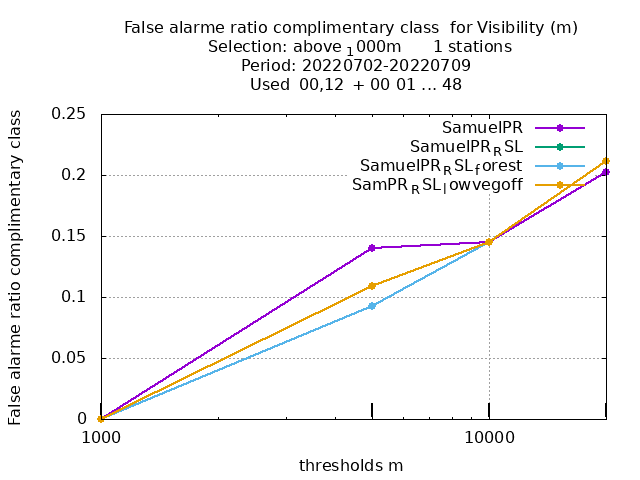 False alarme ratio complimentary class  for Visibility (m)
Selection: above ₁000m      1 stations
Period: 20220702-20220709
Used  00,12  + 00 01 ... 48
False alarme ratio complimentary class
0.25
0.2
0.15
0.1
0.05
0
SamuelPR
SamuelPR_RSL
SamuelPR_RSL_forest
SamPR_RSL_lowvegoff
1000
10000
thresholds m